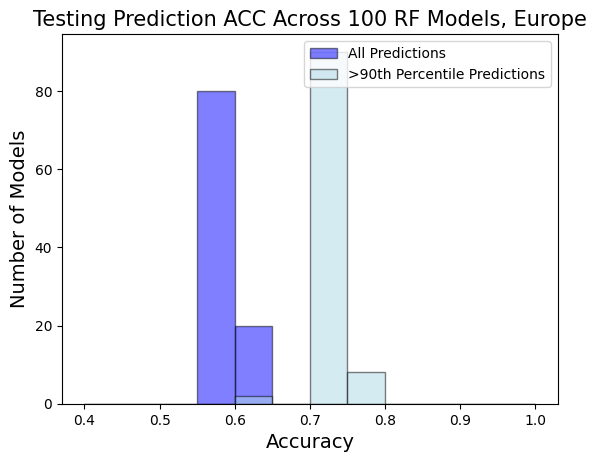 Testing Prediction ACC Across 100 RF Models, Europe
All Predictions
>90th Percentile Predictions
Number of Models
80
60
40
20
0
0.4 0.5 0.6 0.7 0.8 0.9 1.0
Accuracy